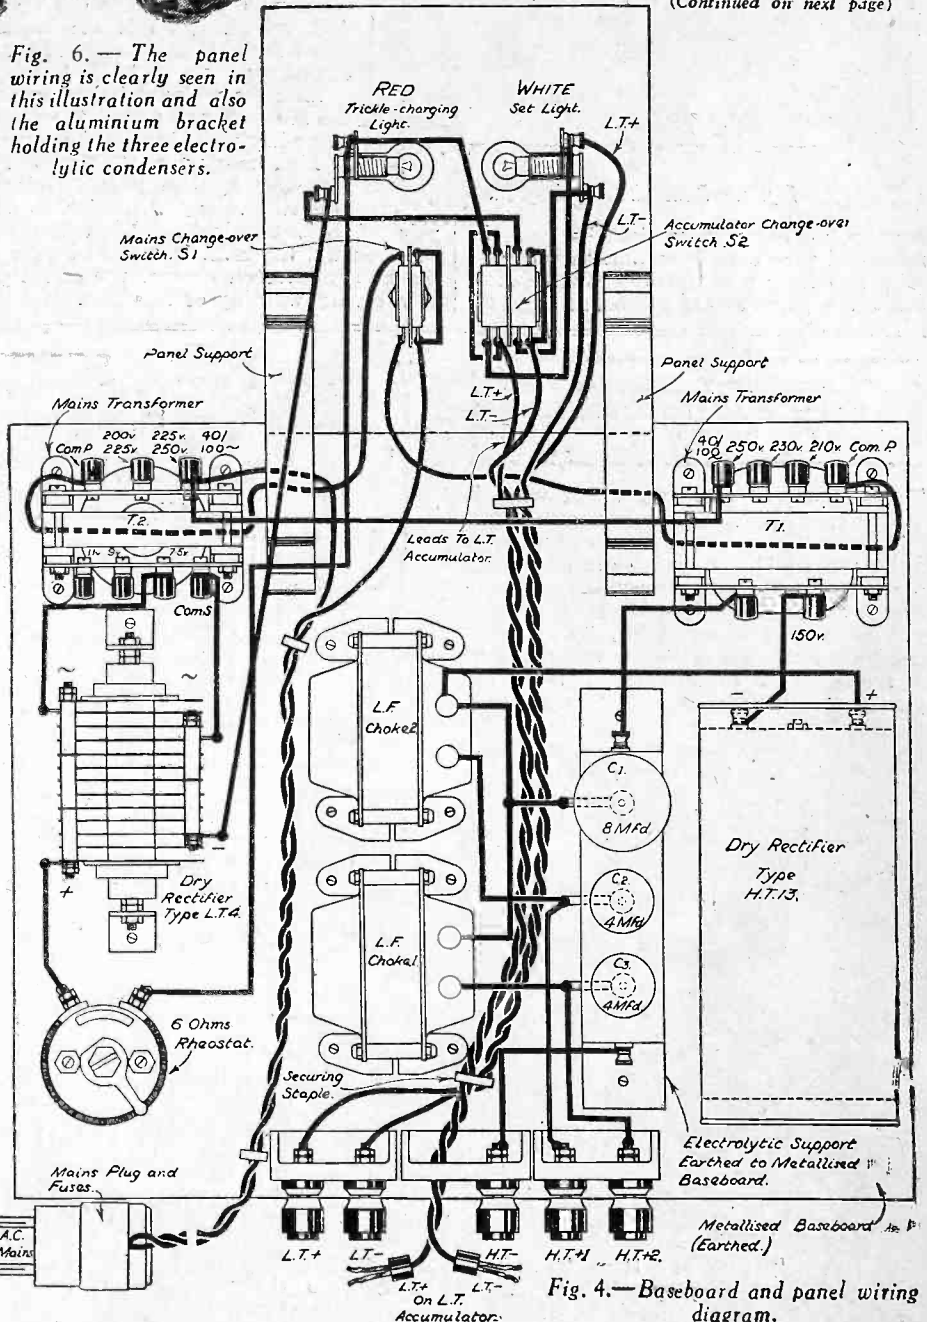 (Continued on next page)
Fig. 6. — The panel
wiring is clearly seen in
this illustration and also
the aluminium bracket
holding the three electro-
lytic condensers.
RED
Trickle-charging
Light.
WHITE
Set Light.
L.T.+
L.T-
Mains Change-over
Switch. S1
Accumulator Change-over
Switch S2
Panel Support
Panel Support
L.T+
L.T-
Mains Transformer
Mains Transformer
Com P
200v
225v
225v.
250v.
40/
100~
40/
100~
250v.
230v.
210v.
Com. P.
T.2.
T1.
Leads To L.T.
Accumulator.
11v
9v
7.5v
Com S
150v.
~
~
- +
L.F.
Choke 2
C1.
8 Mfd
Dry Rectifier
Type
H.T.13.
-
+
Dry
Rectifier
Type L.T.4.
C2.
4 Mfd
L.F.
Choke 1
C3.
4 Mfd
6 Ohms
Rheostat.
Securing
Staple.
Electrolytic Support
Earthed to Metallised
Baseboard.
Mains Plug and
Fuses.
A.C.
Mains
Metallised Baseboard
(Earthed.)
L.T.+
L.T-
H.T-
H.T.+1
H.T.+2.
L.T.+
L.T.-
On L.T.
Accumulator.
Fig. 4.—Baseboard and panel wiring
diagram.